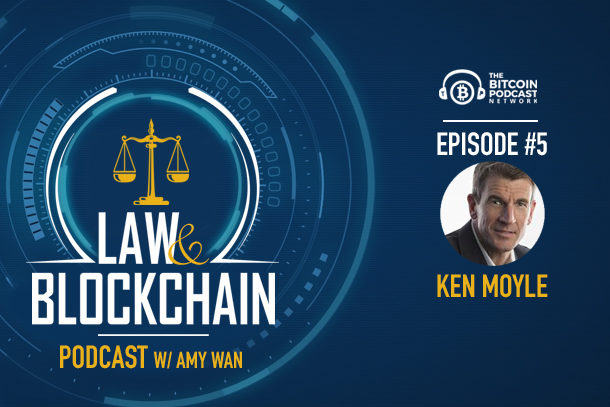 LAW &
BLOCKCHAIN
PODCAST W/ AMY WAN
THE
BITCOIN
PODCAST
NETWORK
EPISODE #5
KEN MOYLE